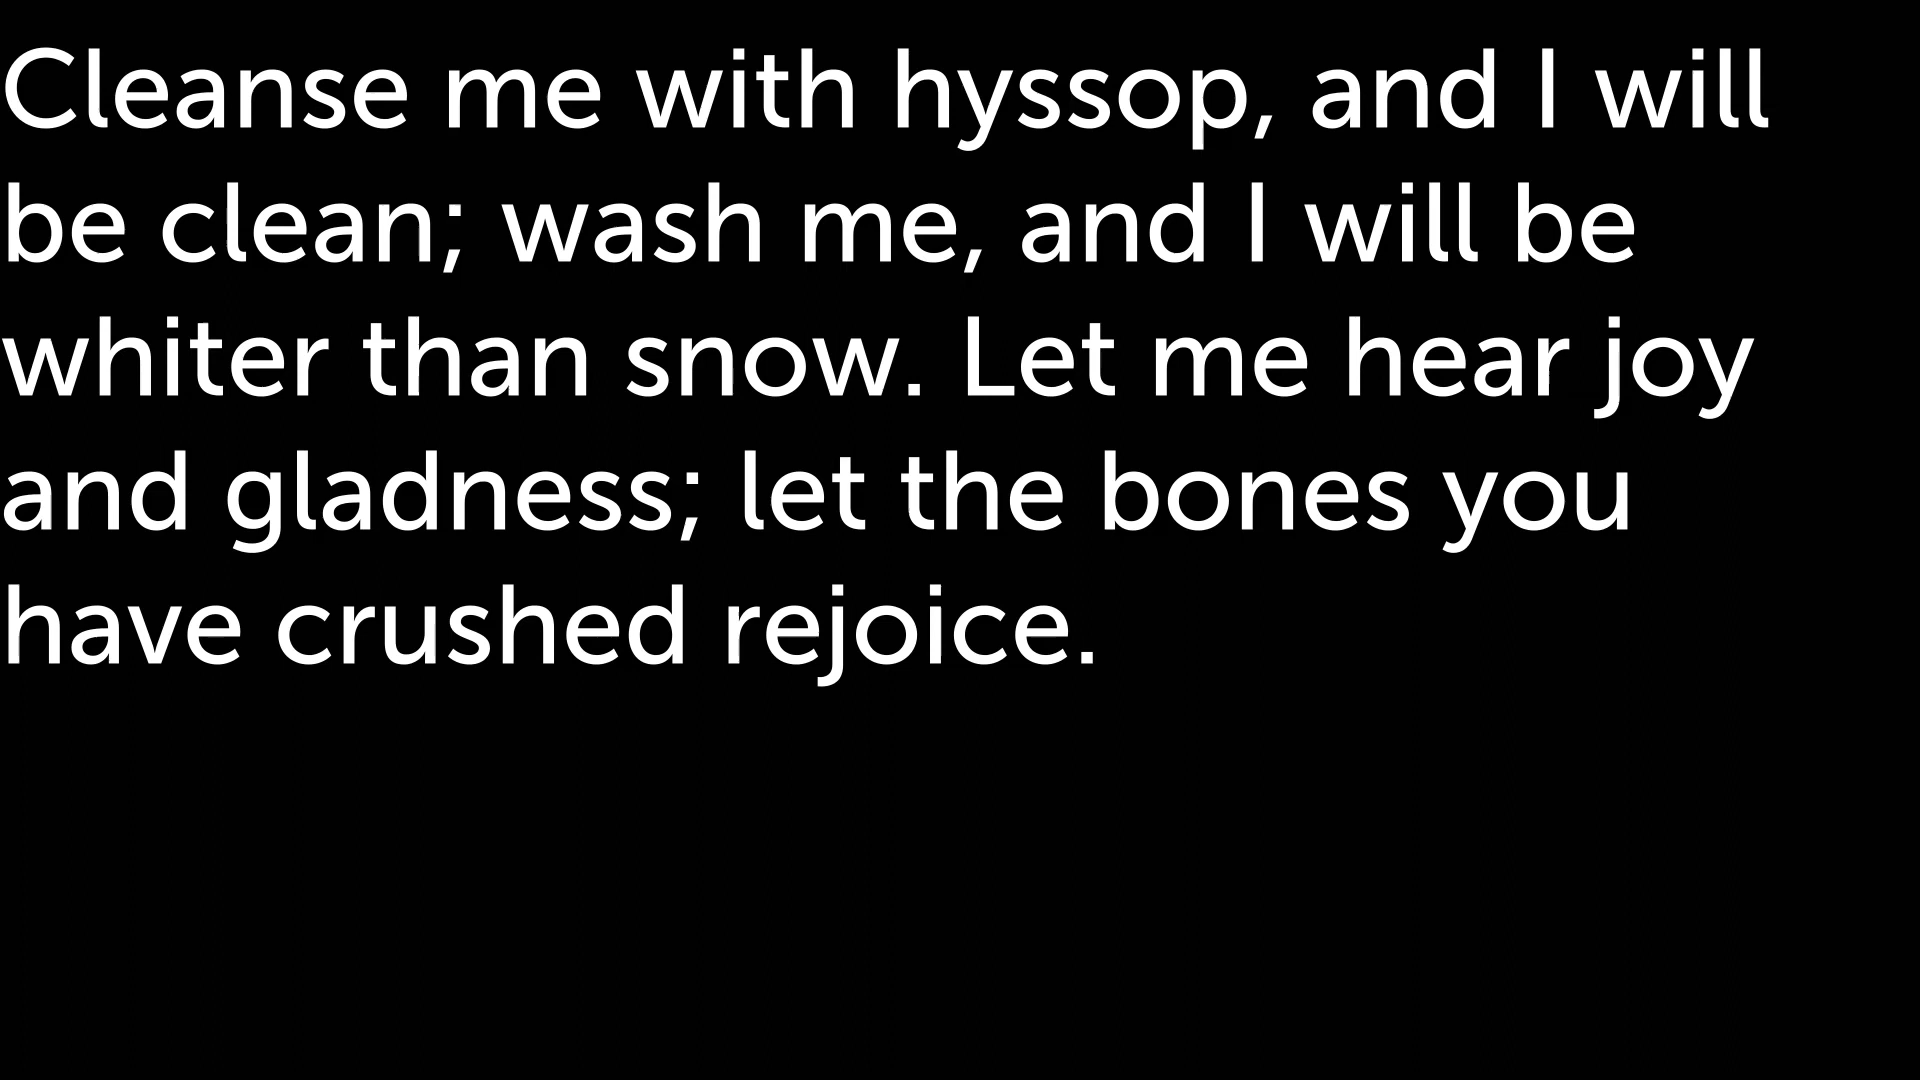 Cleanse me with hyssop, and I will
be clean; wash me, and I will be
whiter than snow. Let me hear joy
and gladness; let the bones you
have crushed rejoice.